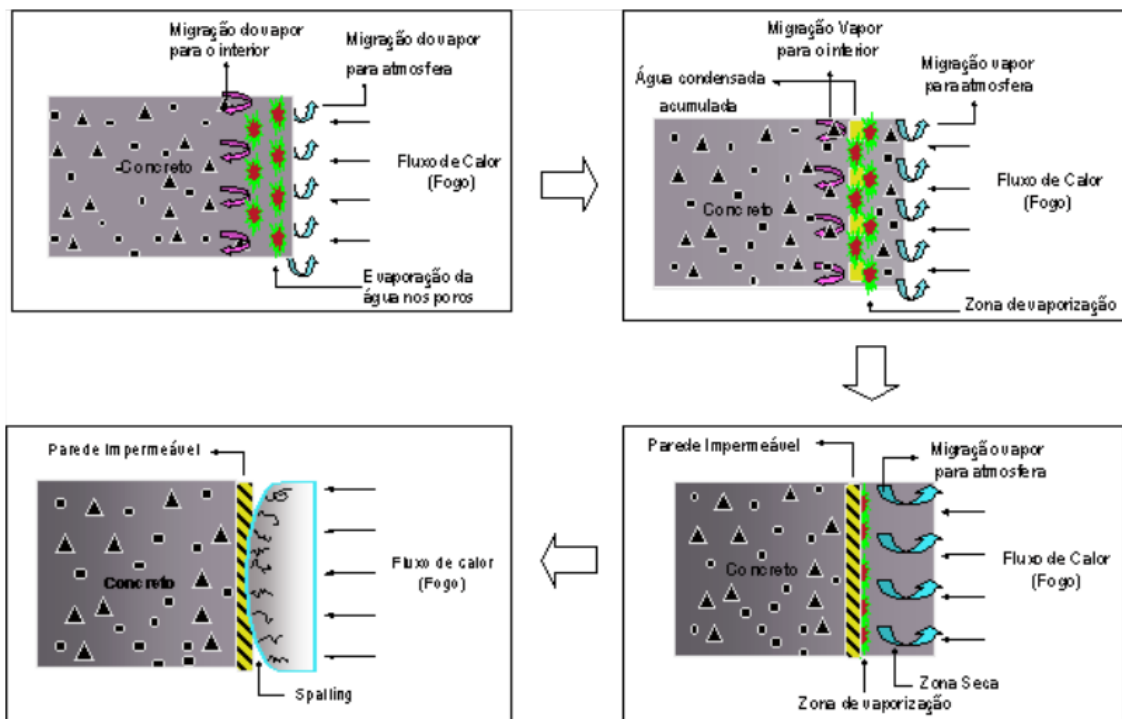 Migração do vapor
para o interior
Migração do vapor
para atmosfera
Concreto
Fluxo de Calor
(Fogo)
Evaporação da
água nos poros
Migração Vapor
para o interior
Água condensada
acumulada
Migração vapor
para atmosfera
Concreto
Fluxo de Calor
(Fogo)
Zona de vaporização
Parede Impermeável
Concreto
Fluxo de calor
(Fogo)
Spalling
Parede Impermeável
Migração vapor
para atmosfera
Concreto
Fluxo de Calor
(Fogo)
Zona Seca
Zona de vaporização